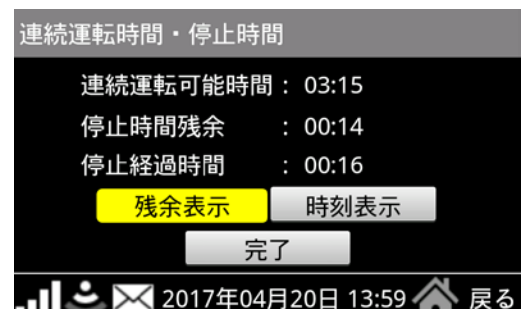 連続運転時間・停止時間
連続運転可能時間： 03:15
停止時間残余 ： 00:14
停止経過時間 ： 00:16
残余表示 時刻表示
完了
2017年04月20日 13:59 戻る